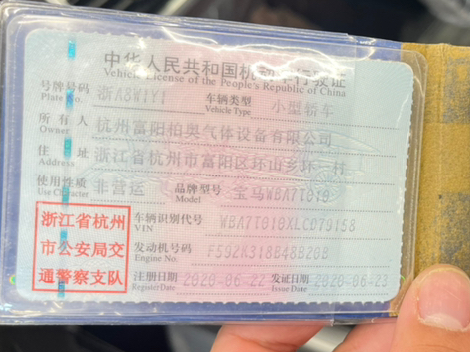 中华人民共和国机动车行驶证
Vehicle License of the People's Republic of China
号牌号码 浙A8W1Y1 车辆类型 小型轿车
Plate No. Vehicle Type
所有人 杭州富阳柏奥气体设备有限公司
Owner
住址 浙江省杭州市富阳区环山乡环一村
Address
使用性质 非营运 品牌型号 宝马WBA7T010
Use Character Model
浙江省杭州 车辆识别代号
市公安局交 VIN
通警察支队 发动机号码
Engine No.
注册日期 2020-06-22 发证日期 2020-06-23
Register Date Issue Date